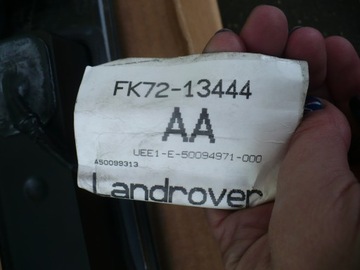 FK72-13444
AA
UEE1-E-50094971-000
AS0099313
Landrover